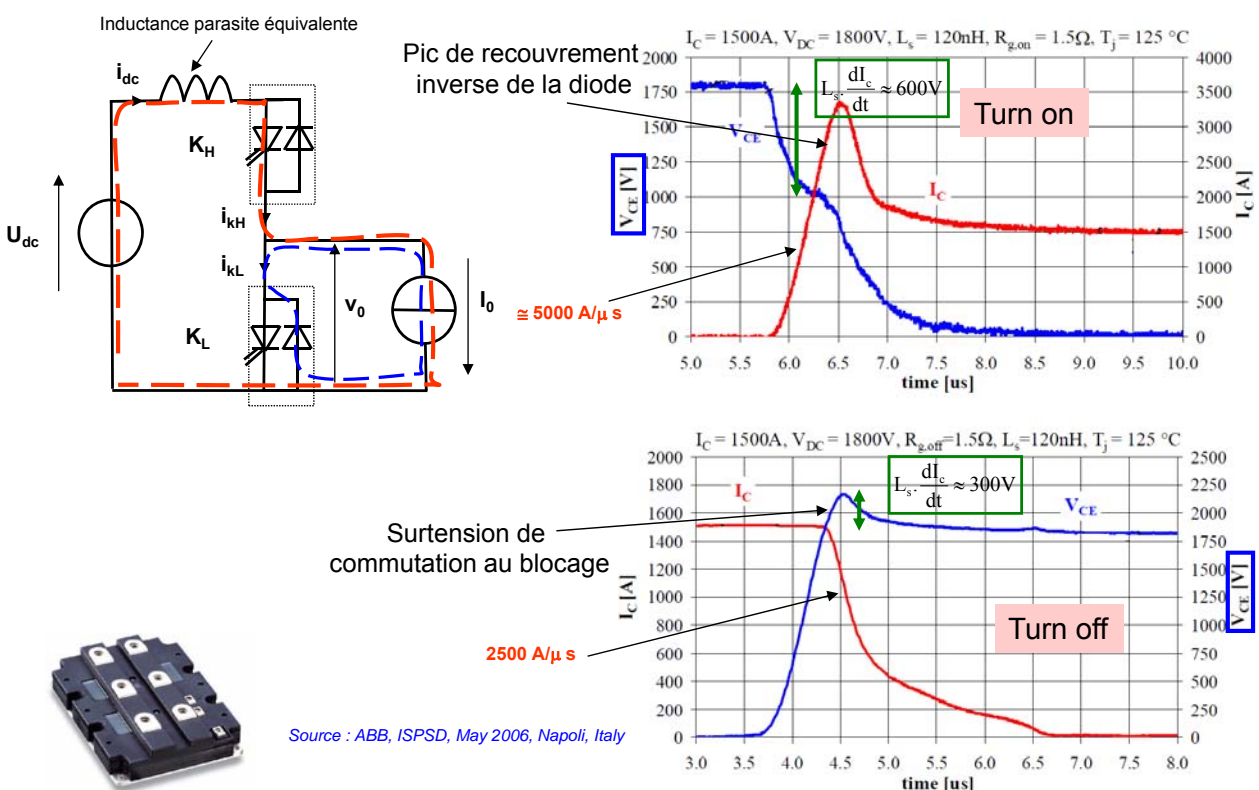 Inductance parasite équivalente
i_dc
K_H
i_kH
U_dc
i_kL
v_0
I_0
K_L
Pic de recouvrement
inverse de la diode
≅ 5000 A/μ s
I_C = 1500A, V_DC = 1800V, L_s = 120nH, R_g,on = 1.5Ω, T_j = 125 °C
2000
1750
1500
1250
1000
750
500
250
0
V_CE [V]
4000
3500
3000
2500
2000
1500
1000
500
0
I_C [A]
L_s. dI_c/dt ≈ 600V
Turn on
V_CE
I_C
5.0 5.5 6.0 6.5 7.0 7.5 8.0 8.5 9.0 9.5 10.0
time [us]
Surtension de
commutation au blocage
2500 A/μ s
I_C = 1500A, V_DC = 1800V, R_g,off=1.5Ω, L_s=120nH, T_j = 125 °C
2000
1800
1600
1400
1200
1000
800
600
400
200
0
I_C [A]
2500
2250
2000
1750
1500
1250
1000
750
500
250
0
V_CE [V]
I_C
L_s. dI_c/dt ≈ 300V
V_CE
Turn off
3.0 3.5 4.0 4.5 5.0 5.5 6.0 6.5 7.0 7.5 8.0
time [us]
Source : ABB, ISPSD, May 2006, Napoli, Italy